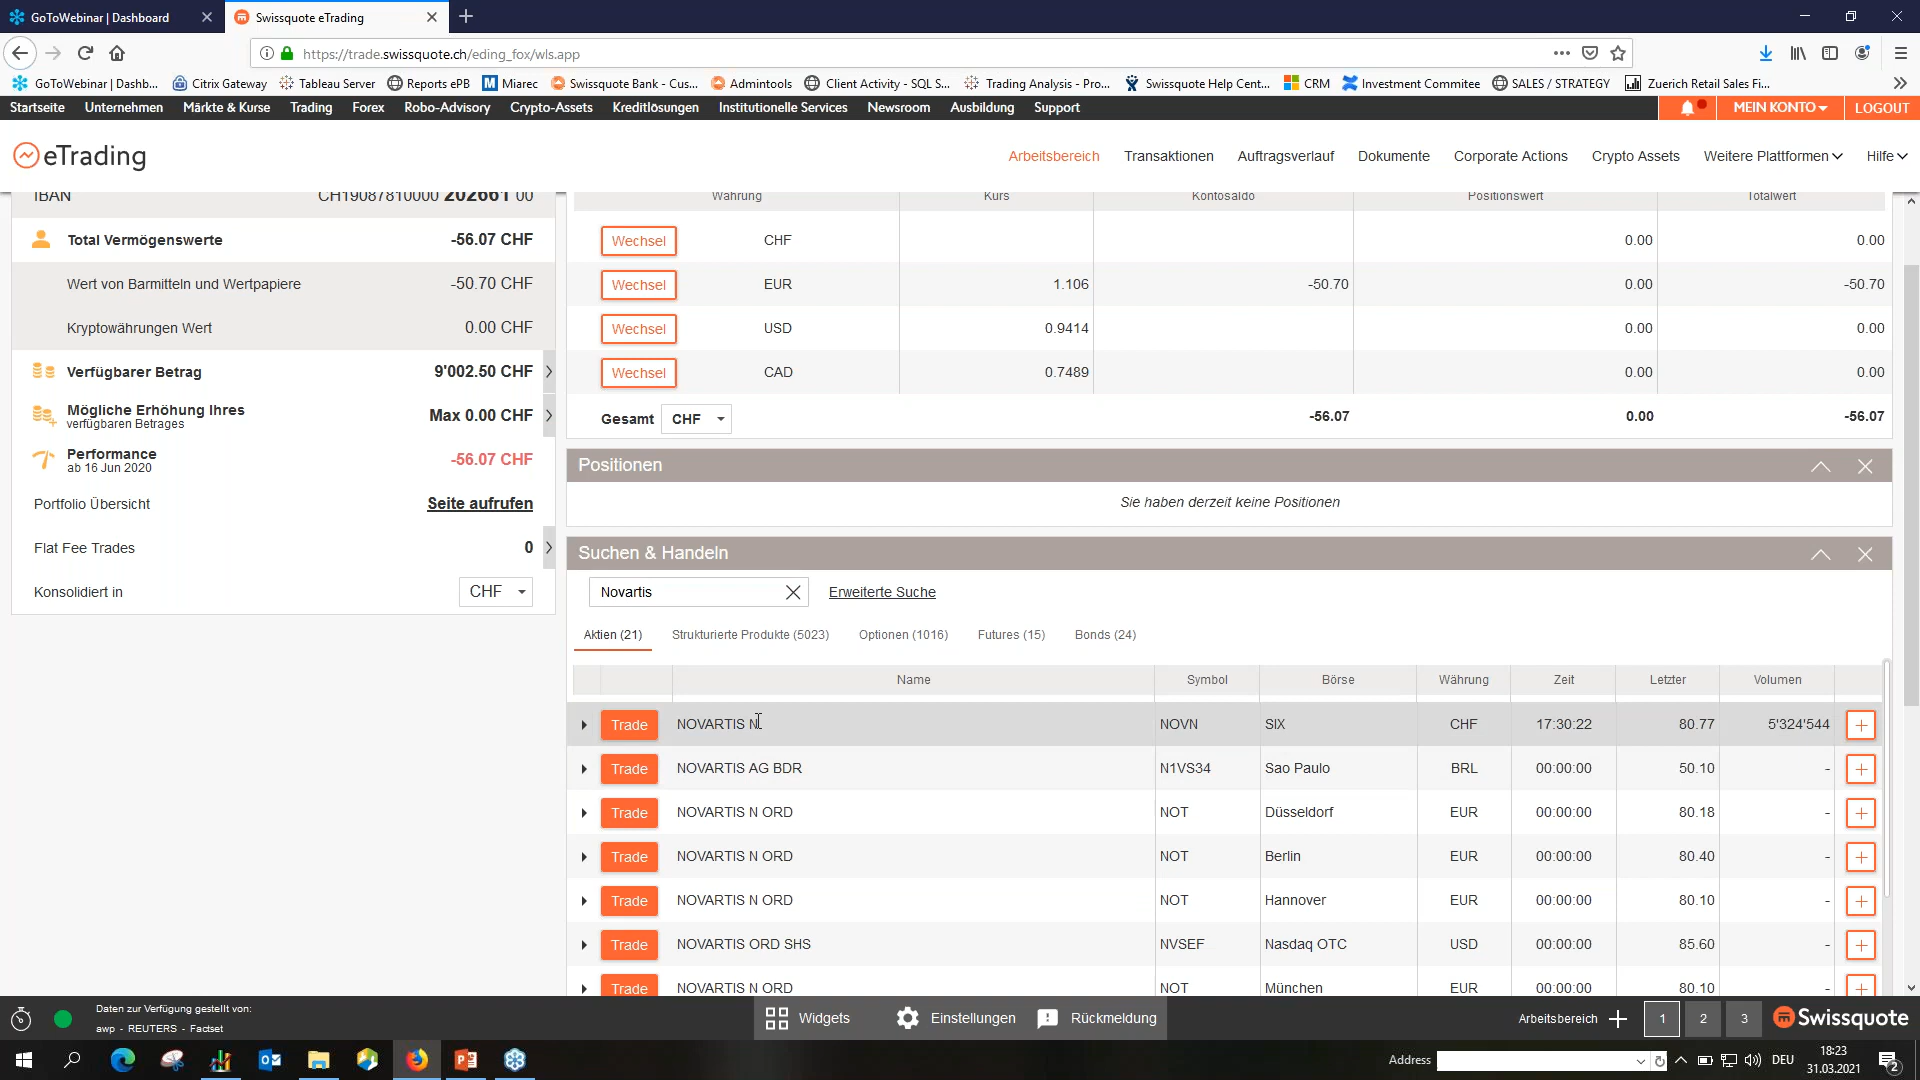 GoToWebinar | Dashboard
Swissquote eTrading
https://trade.swissquote.ch/eding_fox/wls.app
GoToWebinar | Dashb... Citrix Gateway Tableau Server Reports ePB Miarec Swissquote Bank - Cus... Admintools Client Activity - SQL S... Trading Analysis - Pro... Swissquote Help Cent... CRM Investment Commitee SALES / STRATEGY Zuerich Retail Sales Fi...
Startseite Unternehmen Märkte & Kurse Trading Forex Robo-Advisory Crypto-Assets Kreditlösungen Institutionelle Services Newsroom Ausbildung Support MEIN KONTO LOGOUT
eTrading Arbeitsbereich Transaktionen Auftragsverlauf Dokumente Corporate Actions Crypto Assets Weitere Plattformen Hilfe
IBAN CH19087810000 202661 00
Total Vermögenswerte -56.07 CHF
Wert von Barmitteln und Wertpapiere -50.70 CHF
Kryptowährungen Wert 0.00 CHF
Verfügbarer Betrag 9'002.50 CHF
Mögliche Erhöhung Ihres
verfügbaren Betrages
Max 0.00 CHF
Performance
ab 16 Jun 2020
-56.07 CHF
Portfolio Übersicht Seite aufrufen
Flat Fee Trades 0
Konsolidiert in CHF
Währung Kurs Kontosaldo Positionswert Totalwert
Wechsel CHF 0.00 0.00
Wechsel EUR 1.106 -50.70 0.00 -50.70
Wechsel USD 0.9414 0.00 0.00
Wechsel CAD 0.7489 0.00 0.00
Gesamt CHF -56.07 0.00 -56.07
Positionen
Sie haben derzeit keine Positionen
Suchen & Handeln
Novartis Erweiterte Suche
Aktien (21) Strukturierte Produkte (5023) Optionen (1016) Futures (15) Bonds (24)
Name Symbol Börse Währung Zeit Letzter Volumen
Trade NOVARTIS N NOVN SIX CHF 17:30:22 80.77 5'324'544
Trade NOVARTIS AG BDR N1VS34 Sao Paulo BRL 00:00:00 50.10 -
Trade NOVARTIS N ORD NOT Düsseldorf EUR 00:00:00 80.18 -
Trade NOVARTIS N ORD NOT Berlin EUR 00:00:00 80.40 -
Trade NOVARTIS N ORD NOT Hannover EUR 00:00:00 80.10 -
Trade NOVARTIS ORD SHS NVSEF Nasdaq OTC USD 00:00:00 85.60 -
Trade NOVARTIS N ORD NOT München EUR 00:00:00 80.10 -
Daten zur Verfügung gestellt von:
awp - REUTERS - Factset
Widgets Einstellungen Rückmeldung
Arbeitsbereich 1 2 3 Swissquote
Address DEU 18:23
31.03.2021
2